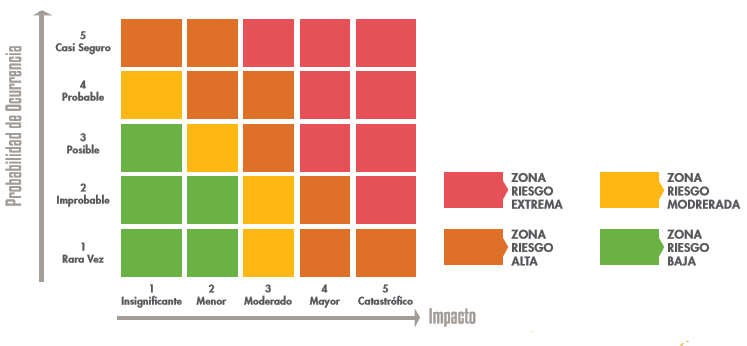 Probabilidad de Ocurrencia
5
Casi Seguro
4
Probable
3
Posible
2
Improbable
1
Rara Vez
1
Insignificante
2
Menor
3
Moderado
4
Mayor
5
Catastrófico
Impacto
ZONA
RIESGO
EXTREMA
ZONA
RIESGO
MODRERADA
ZONA
RIESGO
ALTA
ZONA
RIESGO
BAJA